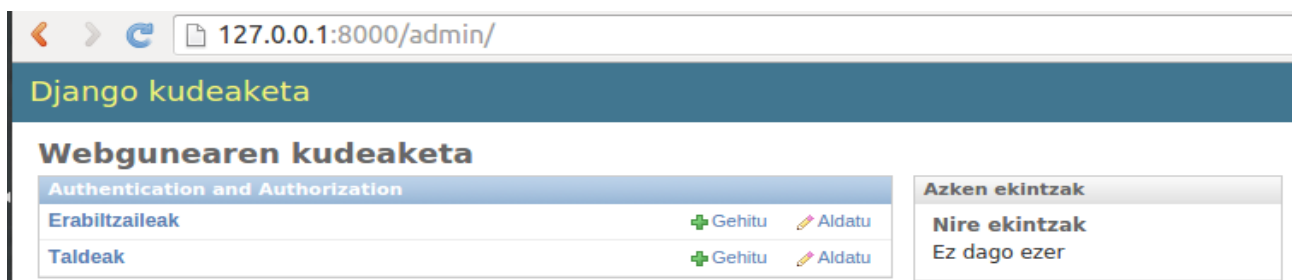 127.0.0.1:8000/admin/
Django kudeaketa
Webgunearen kudeaketa
Authentication and Authorization
Erabiltzaileak Gehitu Aldatu
Taldeak Gehitu Aldatu
Azken ekintzak
Nire ekintzak
Ez dago ezer